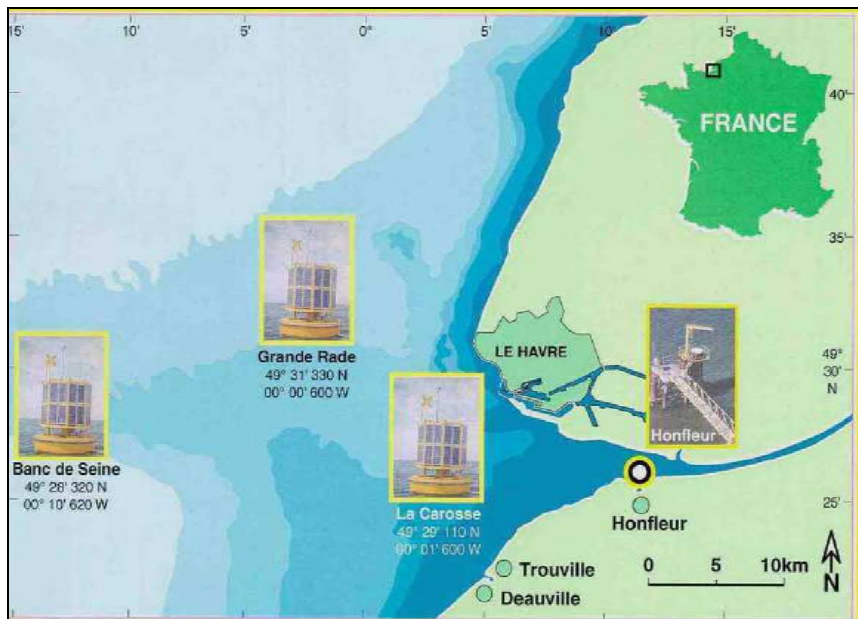 15'
10'
5'
0°
5'
10'
15'
40'
FRANCE
35'
Grande Rade
49° 31' 330 N
00° 00' 600 W
LE HAVRE
49°
30'
N
Honfleur
Banc de Seine
49° 28' 320 N
00° 10' 620 W
La Carosse
49° 29' 110 N
00° 01' 600 W
25'
Honfleur
Trouville
Deauville
0 5 10km
N